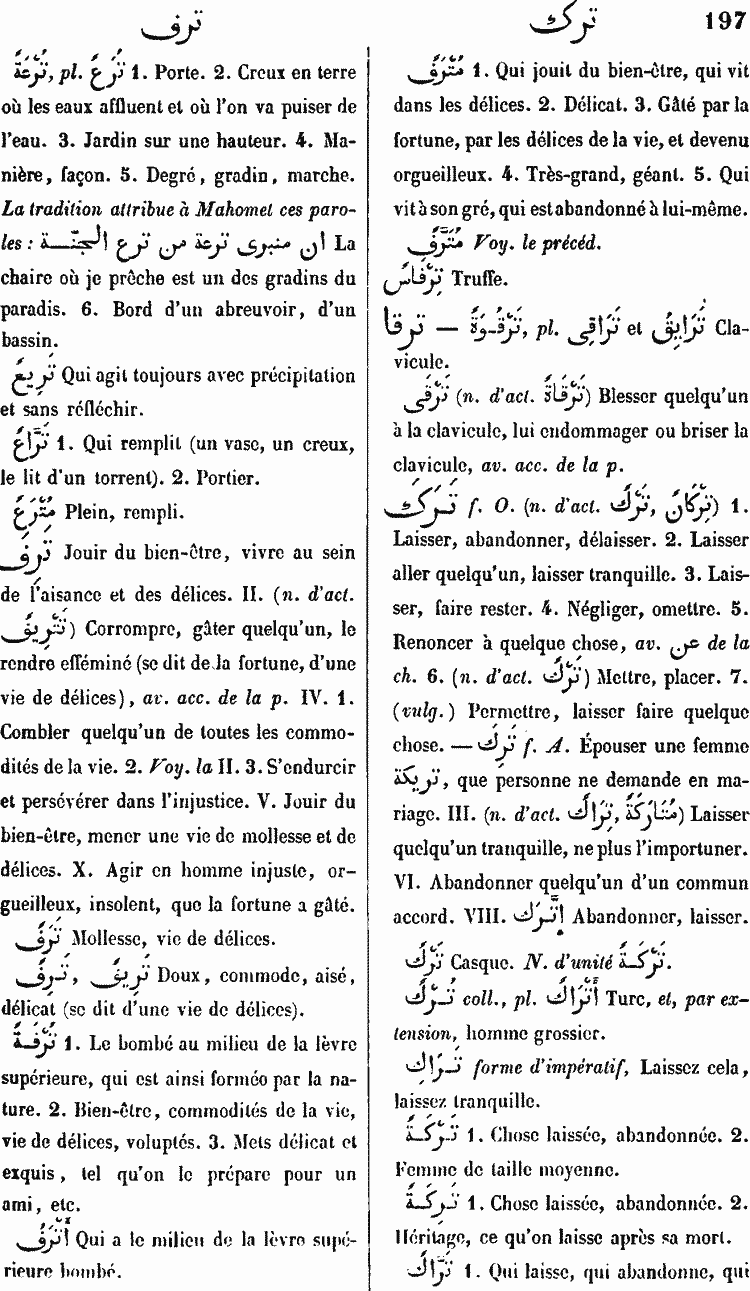 ترف
ترك 197
تُرْعَةٌ, pl. تُرَعٌ 1. Porte. 2. Creux en terre
où les eaux affluent et où l'on va puiser de
l'eau. 3. Jardin sur une hauteur. 4. Ma-
nière, façon. 5. Degré, gradin, marche.
La tradition attribue à Mahomet ces paro-
les : ان منبرى ترعة من ترع الجنّة La
chaire où je prêche est un des gradins du
paradis. 6. Bord d'un abreuvoir, d'un
bassin.
تَرِيعٌ Qui agit toujours avec précipitation
et sans réfléchir.
تَرَّاعٌ 1. Qui remplit (un vase, un creux,
le lit d'un torrent). 2. Portier.
مُتْرَعٌ Plein, rempli.
تَرِفَ Jouir du bien-être, vivre au sein
de l'aisance et des délices. II. (n. d'act.
تَتْرِيفٌ) Corrompre, gâter quelqu'un, le
rendre efféminé (se dit de la fortune, d'une
vie de délices), av. acc. de la p. IV. 1.
Combler quelqu'un de toutes les commo-
dités de la vie. 2. Voy. la II. 3. S'endurcir
et persévérer dans l'injustice. V. Jouir du
bien-être, mener une vie de mollesse et de
délices. X. Agir en homme injuste, or-
gueilleux, insolent, que la fortune a gâté.
تَرَفٌ Mollesse, vie de délices.
تَرِفٌ, تَرِيفٌ Doux, commode, aisé,
délicat (se dit d'une vie de délices).
تُرْفَةٌ 1. Le bombé au milieu de la lèvre
supérieure, qui est ainsi formée par la na-
ture. 2. Bien-être, commodités de la vie,
vie de délices, voluptés. 3. Mets délicat et
exquis, tel qu'on le prépare pour un
ami, etc.
أَتْرَفُ Qui a le milieu de la lèvre supé-
rieure bombé.
مُتْرَفٌ 1. Qui jouit du bien-être, qui vit
dans les délices. 2. Délicat. 3. Gâté par la
fortune, par les délices de la vie, et devenu
orgueilleux. 4. Très-grand, géant. 5. Qui
vit à son gré, qui est abandonné à lui-même.
مُتَرَّفٌ Voy. le précéd.
تِرْفَاسٌ Truffe.
ترقا — تَرْقُوَةٌ, pl. تَرَاقِى et تَرَايِقُ Cla-
vicule.
تَرْقَى (n. d'act. تَرْقَاةٌ) Blesser quelqu'un
à la clavicule, lui endommager ou briser la
clavicule, av. acc. de la p.
تَرَكَ f. O. (n. d'act. تَرْكٌ, تِرْكَانٌ) 1.
Laisser, abandonner, délaisser. 2. Laisser
aller quelqu'un, laisser tranquille. 3. Lais-
ser, faire rester. 4. Négliger, omettre. 5.
Renoncer à quelque chose, av. عن de la
ch. 6. (n. d'act. تَرْكٌ) Mettre, placer. 7.
(vulg.) Permettre, laisser faire quelque
chose. — تَرِكَ f. A. Épouser une femme
تريكة, que personne ne demande en ma-
riage. III. (n. d'act. تِرَاكٌ, مُتَارَكَةٌ) Laisser
quelqu'un tranquille, ne plus l'importuner.
VI. Abandonner quelqu'un d'un commun
accord. VIII. إِتَّرَكَ Abandonner, laisser.
تَرْكٌ Casque. N. d'unité تَرْكَةٌ.
تُرْكٌ coll., pl. أَتْرَاكٌ Turc, et, par ex-
tension, homme grossier.
تَرَاكِ forme d'impératif, Laissez cela,
laissez tranquille.
تَرْكَةٌ 1. Chose laissée, abandonnée. 2.
Femme de taille moyenne.
تَرِكَةٌ 1. Chose laissée, abandonnée. 2.
Héritage, ce qu'on laisse après sa mort.
تَرَّاكٌ 1. Qui laisse, qui abandonne, qui